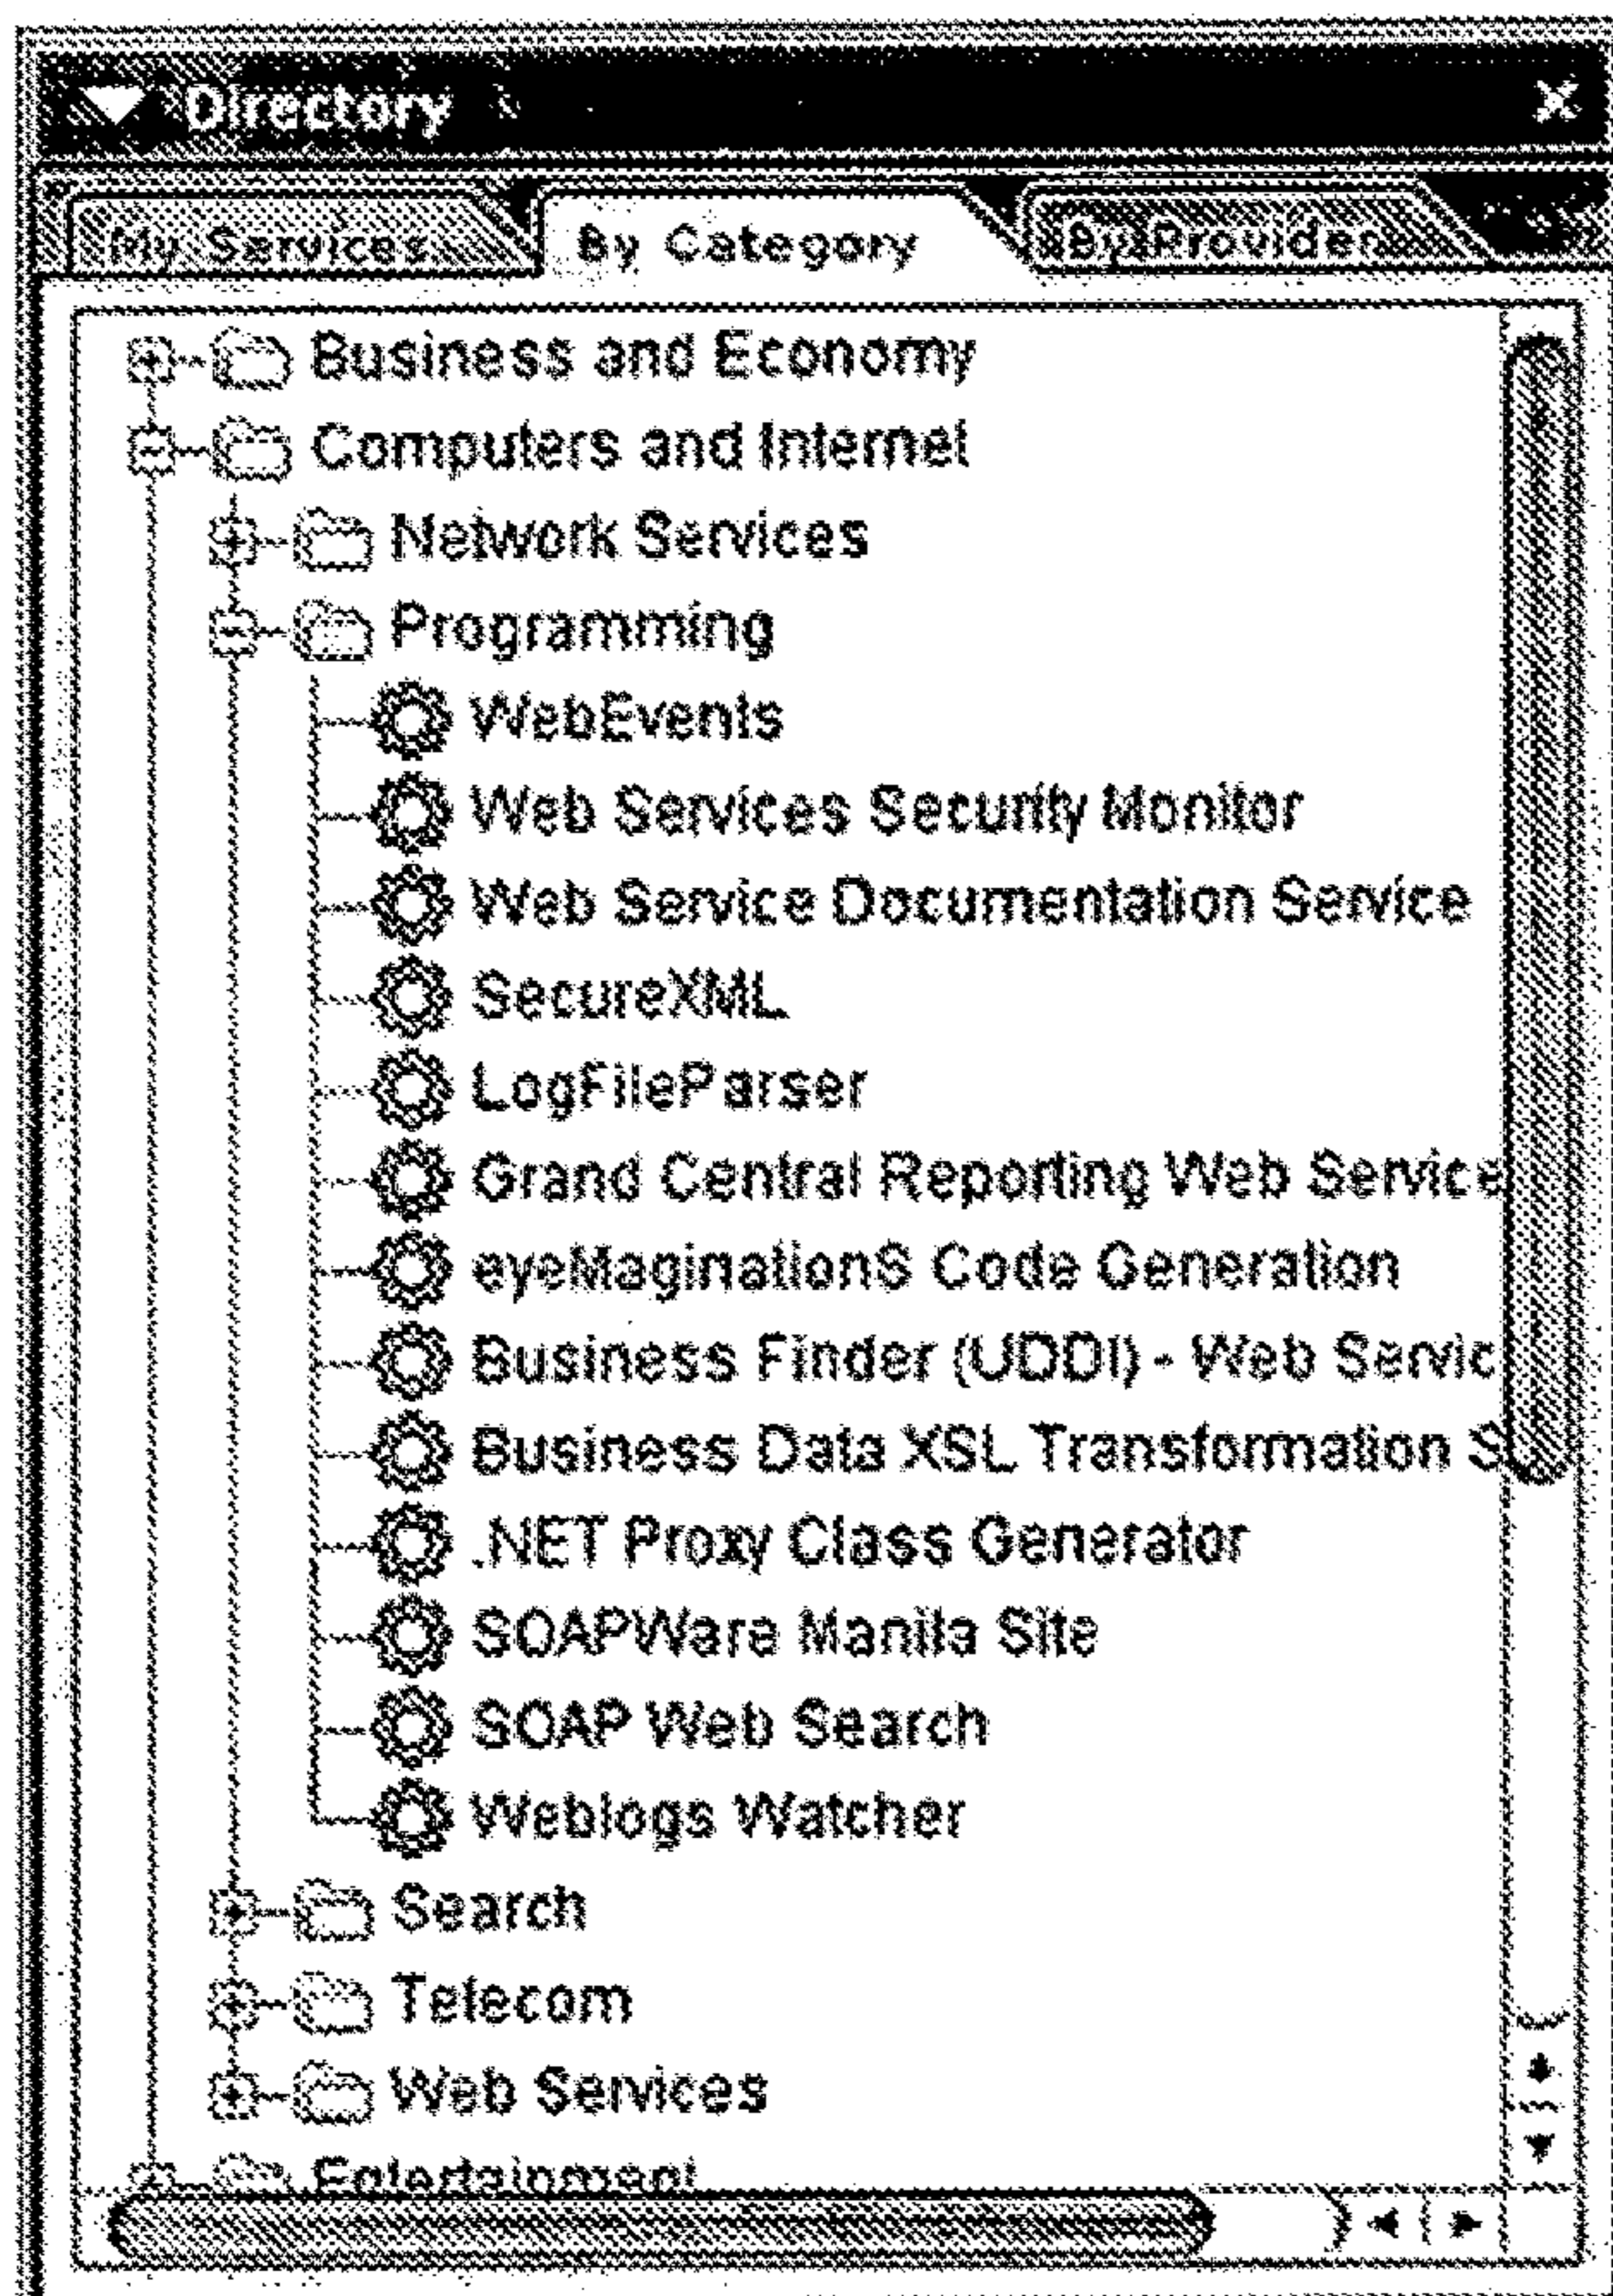 Directory
My Services By Category By Provider
Business and Economy
Computers and Internet
Network Services
Programming
WebEvents
Web Services Security Monitor
Web Service Documentation Service
SecureXML
LogFileParser
Grand Central Reporting Web Service
eyeMaginationS Code Generation
Business Finder (UDDI) - Web Servic
Business Data XSL Transformation S
.NET Proxy Class Generator
SOAPWare Manila Site
SOAP Web Search
Weblogs Watcher
Search
Telecom
Web Services
Entertainment